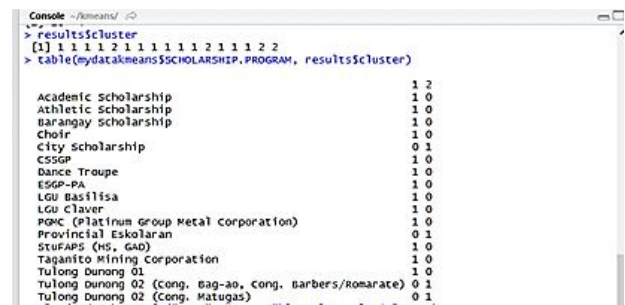 Console ~/kmeans/
> results$cluster
[1] 1 1 1 1 2 1 1 1 1 1 1 2 1 1 1 2 2
> table(mydatakmeans$SCHOLARSHIP.PROGRAM, results$cluster)
1 2
Academic Scholarship 1 0
Athletic Scholarship 1 0
Barangay Scholarship 1 0
Choir 1 0
City Scholarship 0 1
CSSGP 1 0
Dance Troupe 1 0
ESGP-PA 1 0
LGU Basilisa 1 0
LGU Claver 1 0
PGMC (Platinum Group Metal Corporation) 1 0
Provincial Eskolaran 0 1
StuFAPS (HS, GAD) 1 0
Taganito Mining Corporation 1 0
Tulong Dunong 01 1 0
Tulong Dunong 02 (Cong. Bag-ao, Cong. Barbers/Romarate) 0 1
Tulong Dunong 02 (Cong. Matugas) 0 1